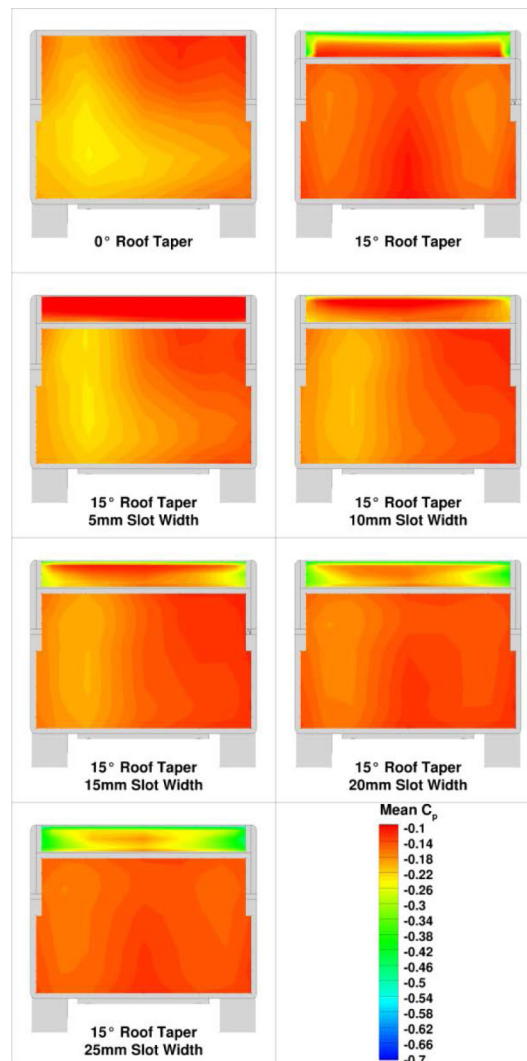 0° Roof Taper
15° Roof Taper
15° Roof Taper
5mm Slot Width
15° Roof Taper
10mm Slot Width
15° Roof Taper
15mm Slot Width
15° Roof Taper
20mm Slot Width
15° Roof Taper
25mm Slot Width
Mean Cp
-0.1
-0.14
-0.18
-0.22
-0.26
-0.3
-0.34
-0.38
-0.42
-0.46
-0.5
-0.54
-0.58
-0.62
-0.66
-0.7